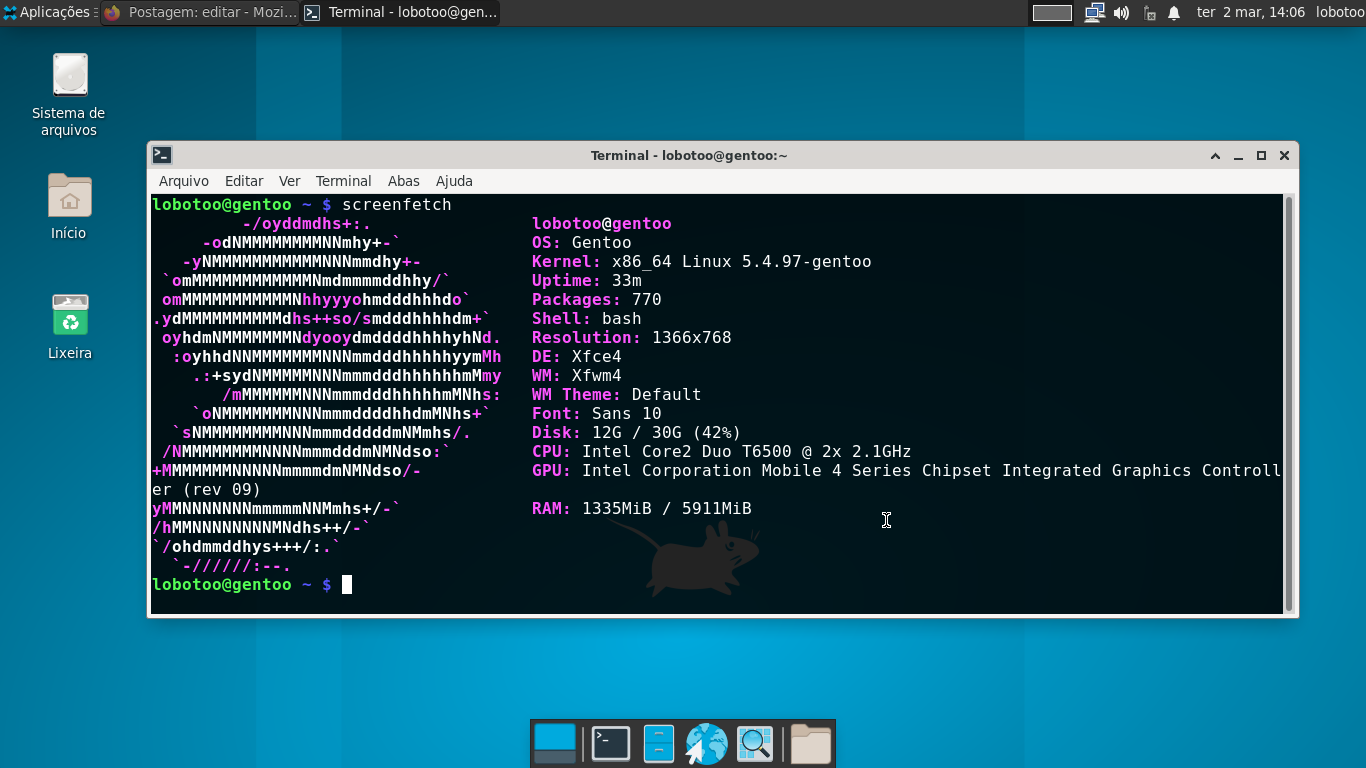 Aplicações
Postagem: editar - Mozi...
Terminal - lobotoo@gen...
ter 2 mar, 14:06
lobotoo
Sistema de
arquivos
Início
Lixeira
Terminal - lobotoo@gentoo:~
Arquivo Editar Ver Terminal Abas Ajuda
lobotoo@gentoo ~ $ screenfetch
         -/oyddmdhs+:.                lobotoo@gentoo
     -odNMMMMMMMMNNmhy+-`             OS: Gentoo
   -yNMMMMMMMMMMMNNNmmdhy+-           Kernel: x86_64 Linux 5.4.97-gentoo
 `omMMMMMMMMMMMMNmdmmmmddhhy/`        Uptime: 33m
 omMMMMMMMMMMMNhhyyyohmdddhhhdo`      Packages: 770
.ydMMMMMMMMMMdhs++so/smdddhhhhdm+`    Shell: bash
 oyhdmNMMMMMMMNdyooydmddddhhhhyhNd.   Resolution: 1366x768
  :oyhhdNNMMMMMMMNNNmmdddhhhhhyymMh   DE: Xfce4
    .:+sydNMMMMMNNNmmmdddhhhhhhmMmy   WM: Xfwm4
       /mMMMMMMNNNmmmdddhhhhhmMNhs:   WM Theme: Default
    `oNMMMMMMMNNNmmmddddhhdmMNhs+`    Font: Sans 10
  `sNMMMMMMMMNNNmmmdddddmNMmhs/.      Disk: 12G / 30G (42%)
 /NNMMMMMMMMNNNNmmmdddmNMNdso:`       CPU: Intel Core2 Duo T6500 @ 2x 2.1GHz
+MMMMMMMNNNNNmmmmdmNMNdso/-           GPU: Intel Corporation Mobile 4 Series Chipset Integrated Graphics Controll
er (rev 09)
yMMNNNNNNNmmmmmNNMmhs+/-`             RAM: 1335MiB / 5911MiB
/hMMNNNNNNNNMNdhs++/-`
`/ohdmmddhys+++/:.`
  `-//////:--.
lobotoo@gentoo ~ $